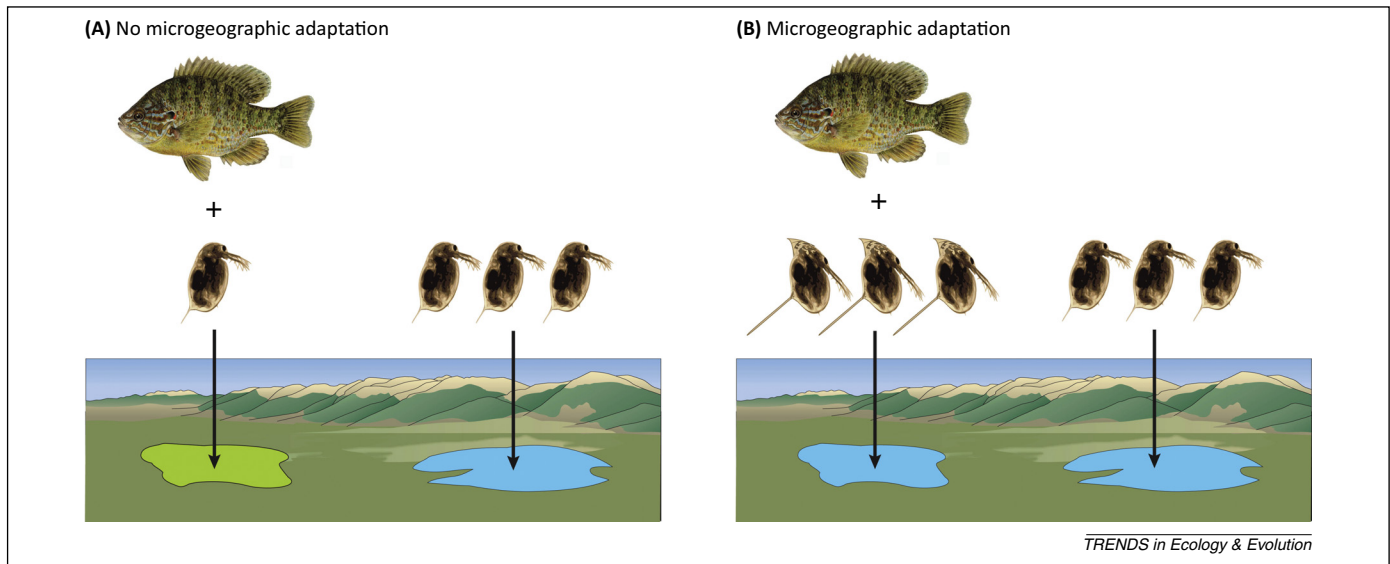 (A) No microgeographic adaptation
(B) Microgeographic adaptation
+
+
TRENDS in Ecology & Evolution